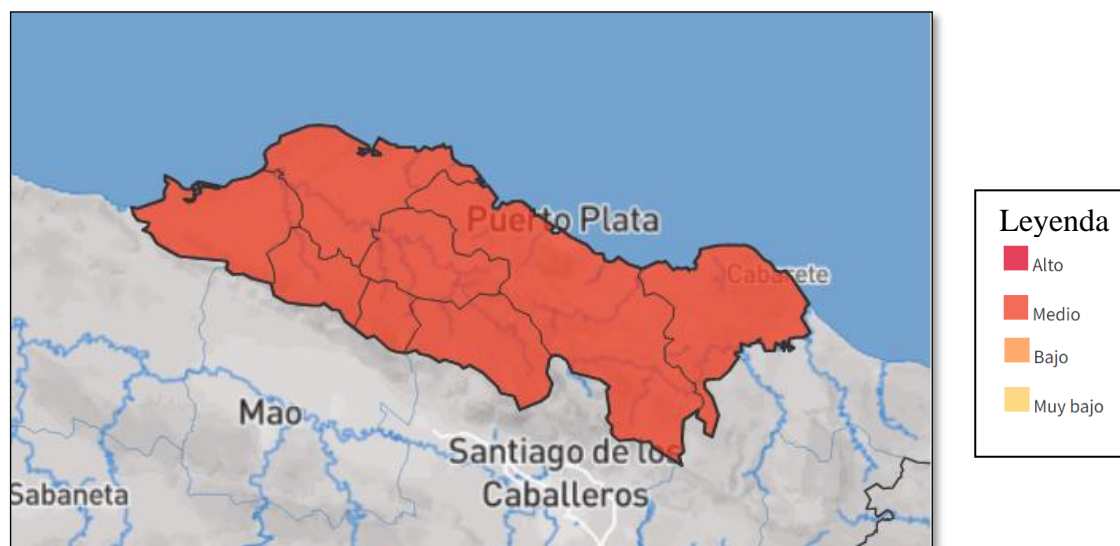 Puerto Plata
Cabarete
Mao
Santiago de los
Caballeros
Sabaneta
Leyenda
Alto
Medio
Bajo
Muy bajo